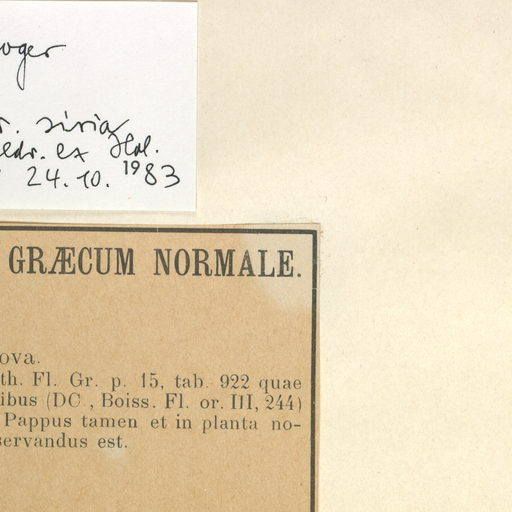 oger
r. siria
eldr. ex Hal.
24.10.1983
GRÆCUM NORMALE.
ova.
th. Fl. Gr. p. 15, tab. 922 quae
ibus (DC., Boiss. Fl. or. III, 244)
Pappus tamen et in planta no-
servandus est.